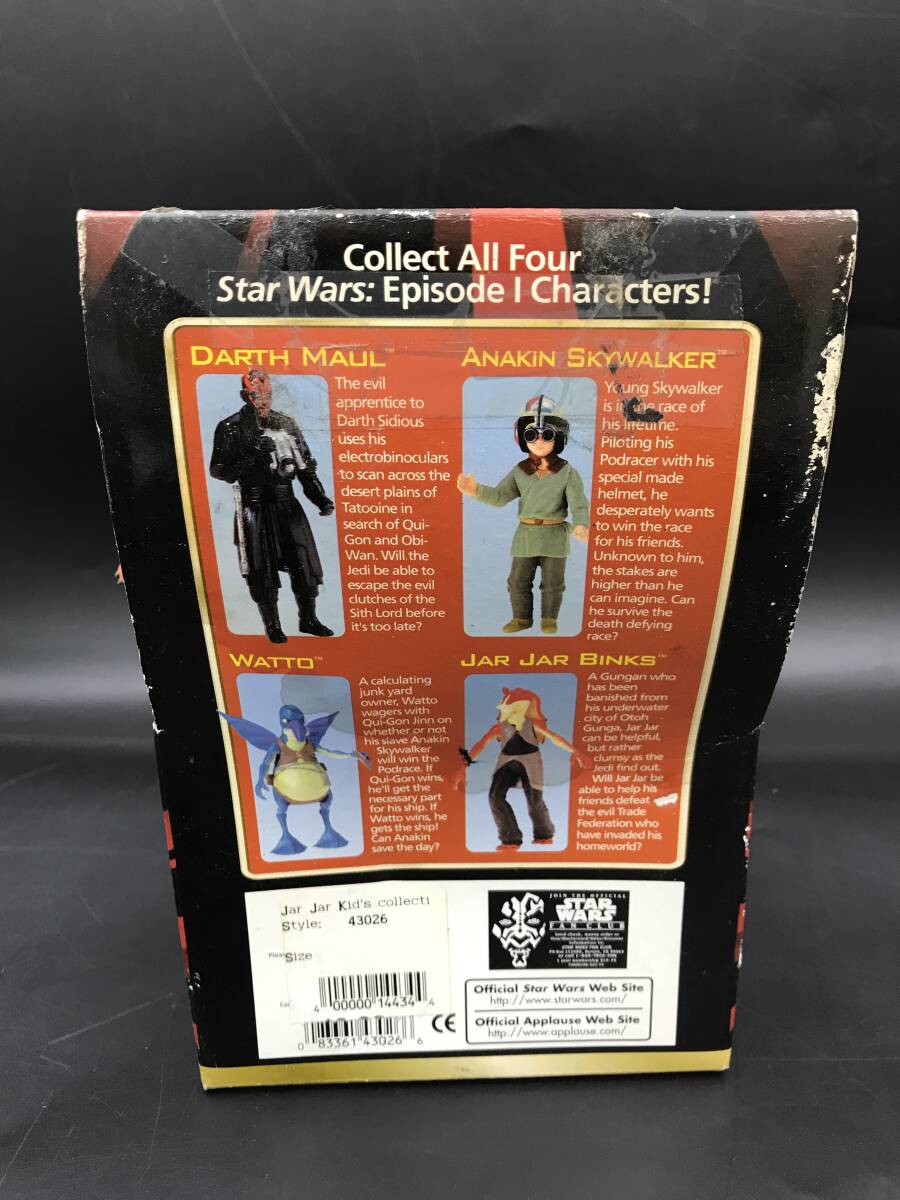 Collect All Four
Star Wars: Episode I Characters!
DARTH MAUL™
The evil
apprentice to
Darth Sidious
uses his
electrobinoculars
to scan across the
desert plains of
Tatooine in
search of Qui-
Gon and Obi-
Wan. Will the
Jedi be able to
escape the evil
clutches of the
Sith Lord before
it's too late?
ANAKIN SKYWALKER™
Young Skywalker
is in the race of
his lifetime.
Piloting his
Podracer with his
special made
helmet, he
desperately wants
to win the race
for his friends.
Unknown to him,
the stakes are
higher than he
can imagine. Can
he survive the
death defying
race?
WATTO™
A calculating
junk yard
owner, Watto
wagers with
Qui-Gon Jinn on
whether or not
his slave Anakin
Skywalker
will win the
Podrace. If
Qui-Gon wins,
he'll get the
necessary part
for his ship. If
Watto wins, he
gets the ship!
Can Anakin
save the day?
JAR JAR BINKS™
A Gungan who
has been
banished from
his underwater
city of Otoh
Gunga, Jar Jar
can be helpful,
but rather
clumsy as the
Jedi find out.
Will Jar Jar be
able to help his
friends defeat
the evil Trade
Federation who
have invaded his
homeworld?
Jar Jar Kid's collecti
Style: 43026
Size
4 00000 14434 4
0 83361 43026 6
CE
JOIN THE OFFICIAL
STAR
WARS
FAN CLUB
Official Star Wars Web Site
http://www.starwars.com/
Official Applause Web Site
http://www.applause.com/